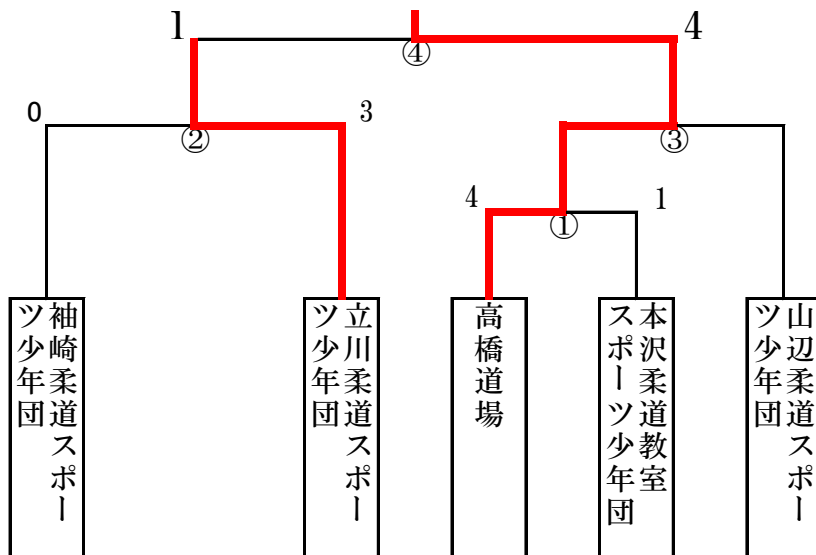 1
4
④
0
3
②
③
4
1
①
袖崎柔道スポー
ツ少年団
立川柔道スポー
ツ少年団
高橋道場
本沢柔道教室
スポーツ少年団
山辺柔道スポー
ツ少年団